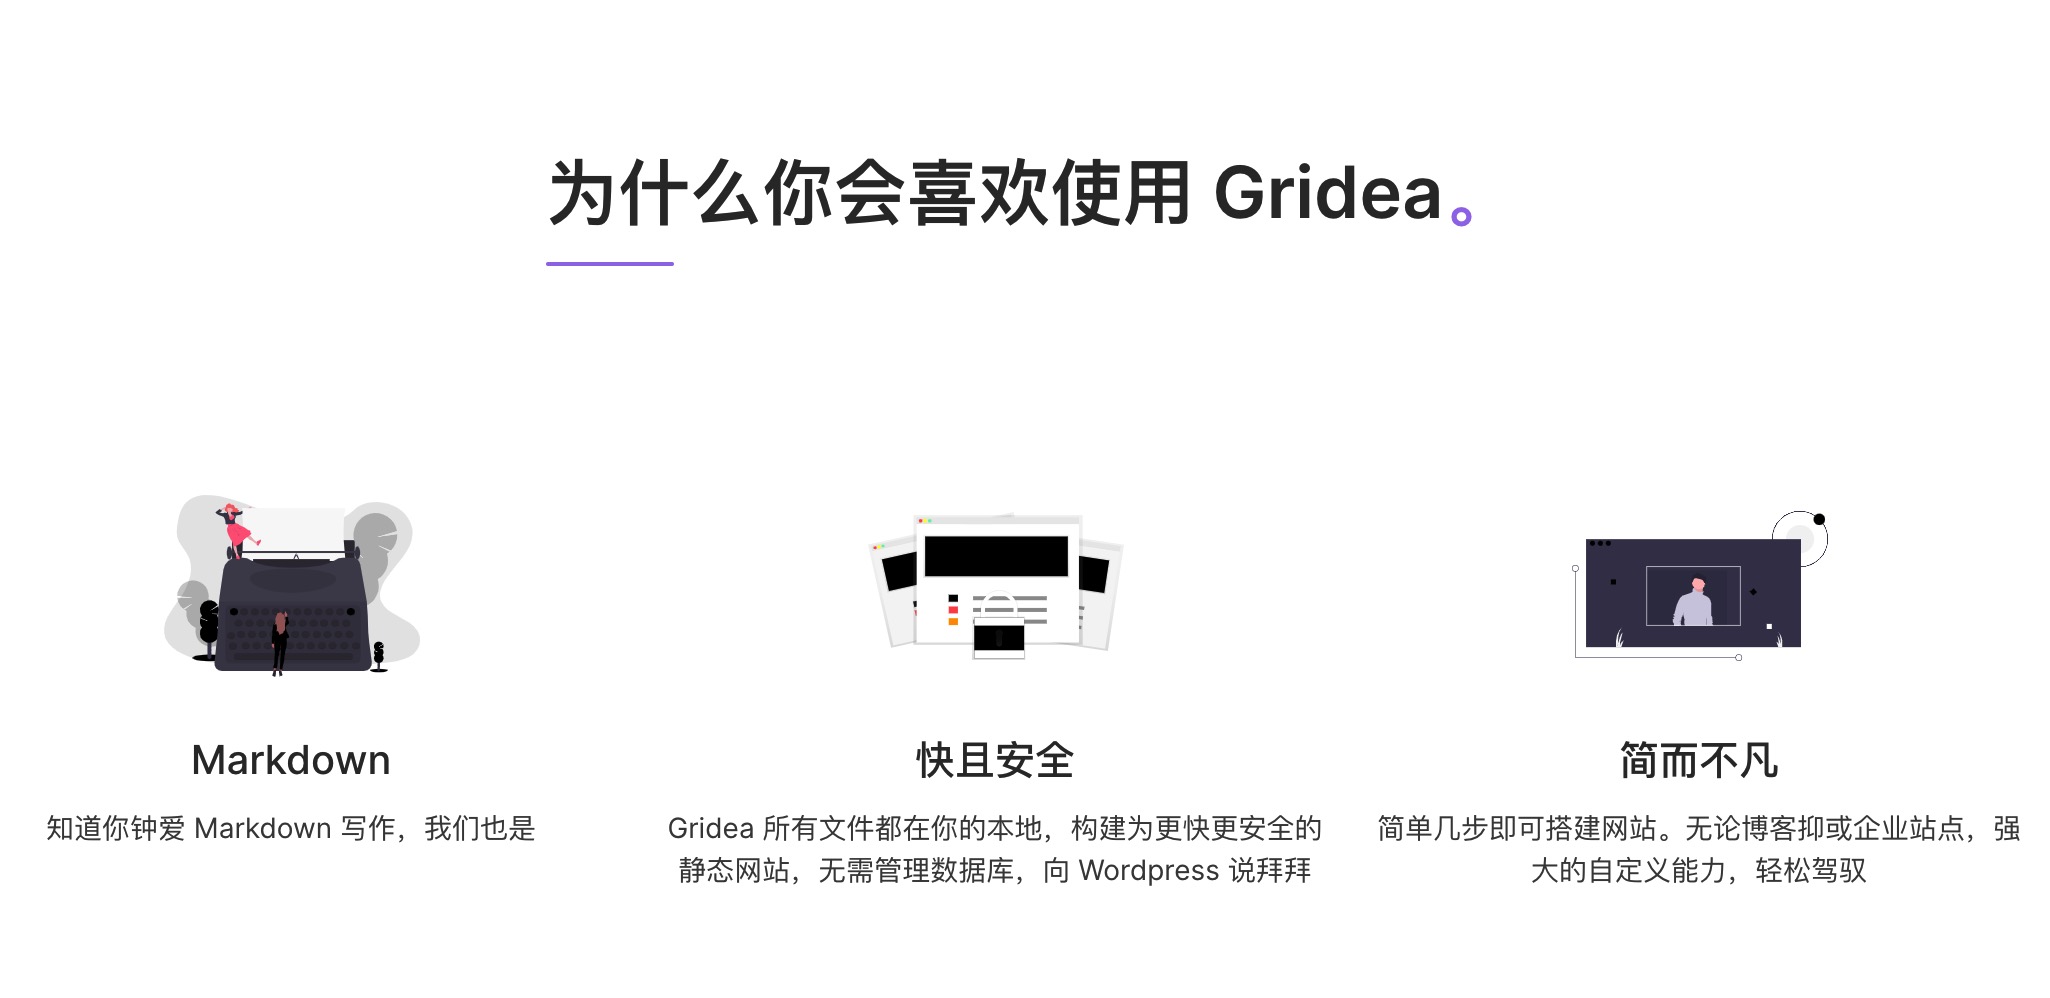 为什么你会喜欢使用 Gridea。
Markdown
知道你钟爱 Markdown 写作，我们也是
快且安全
Gridea 所有文件都在你的本地，构建为更快更安全的
静态网站，无需管理数据库，向 Wordpress 说拜拜
简而不凡
简单几步即可搭建网站。无论博客抑或企业站点，强
大的自定义能力，轻松驾驭